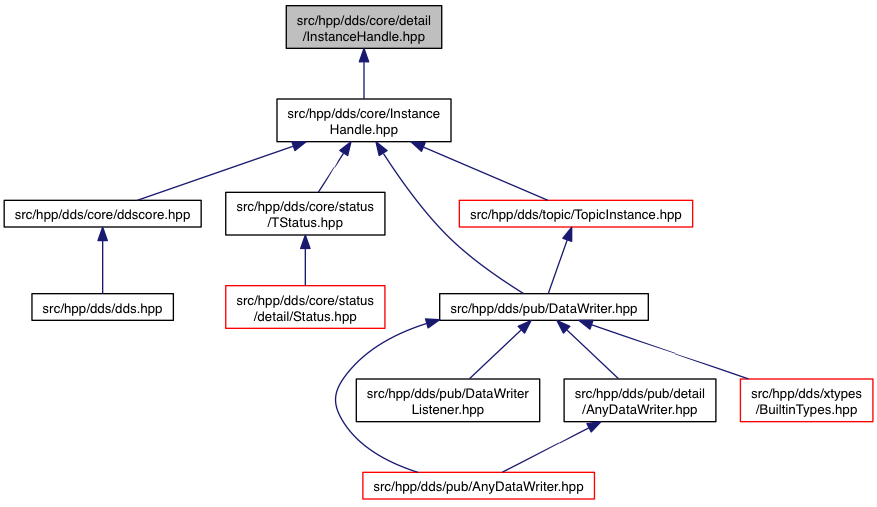 src/hpp/dds/core/detail
/InstanceHandle.hpp
src/hpp/dds/core/Instance
Handle.hpp
src/hpp/dds/core/ddscore.hpp
src/hpp/dds/core/status
/TStatus.hpp
src/hpp/dds/topic/TopicInstance.hpp
src/hpp/dds/dds.hpp
src/hpp/dds/core/status
/detail/Status.hpp
src/hpp/dds/pub/DataWriter.hpp
src/hpp/dds/pub/DataWriter
Listener.hpp
src/hpp/dds/pub/detail
/AnyDataWriter.hpp
src/hpp/dds/xtypes
/BuiltinTypes.hpp
src/hpp/dds/pub/AnyDataWriter.hpp